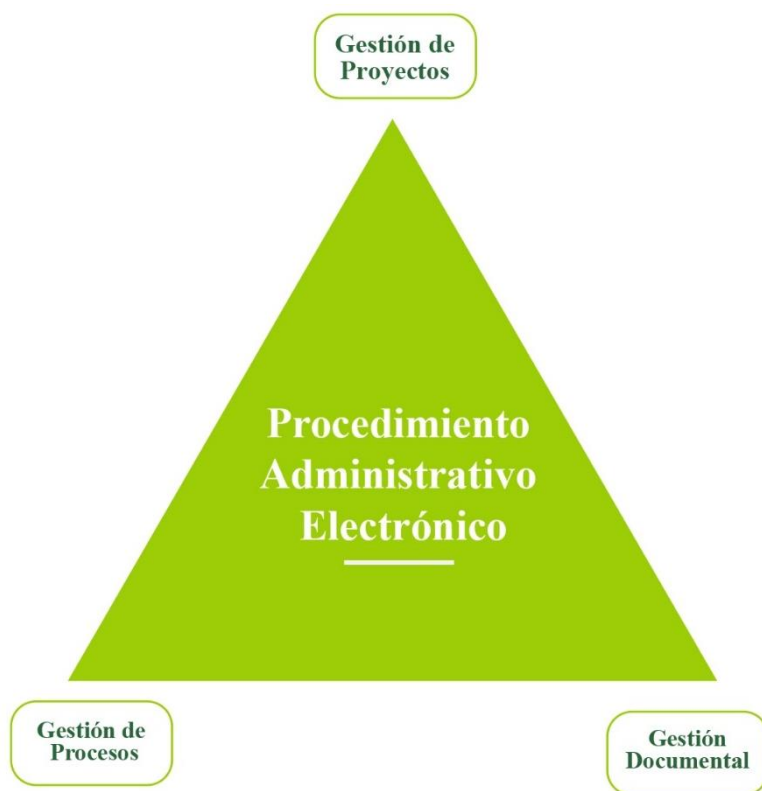 Gestión de
Proyectos
Procedimiento
Administrativo
Electrónico
Gestión de
Procesos
Gestión
Documental